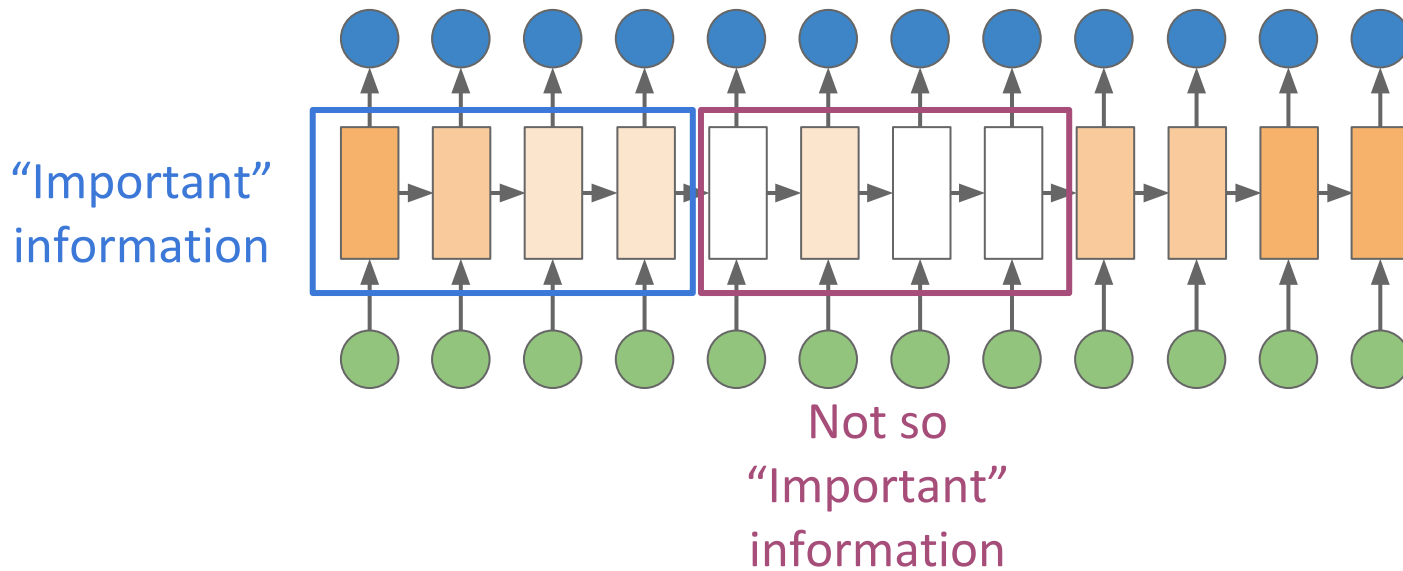 “Important”
information
Not so
“Important”
information